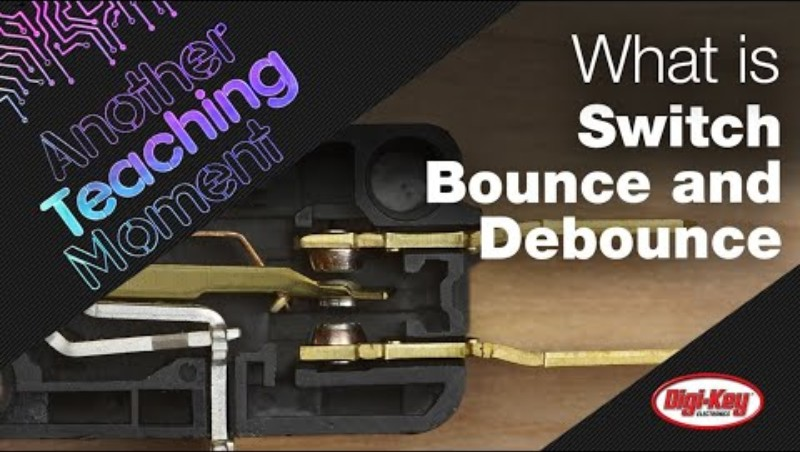 Another
Teaching
Moment
What is
Switch
Bounce and
Debounce
Digi-Key
ELECTRONICS